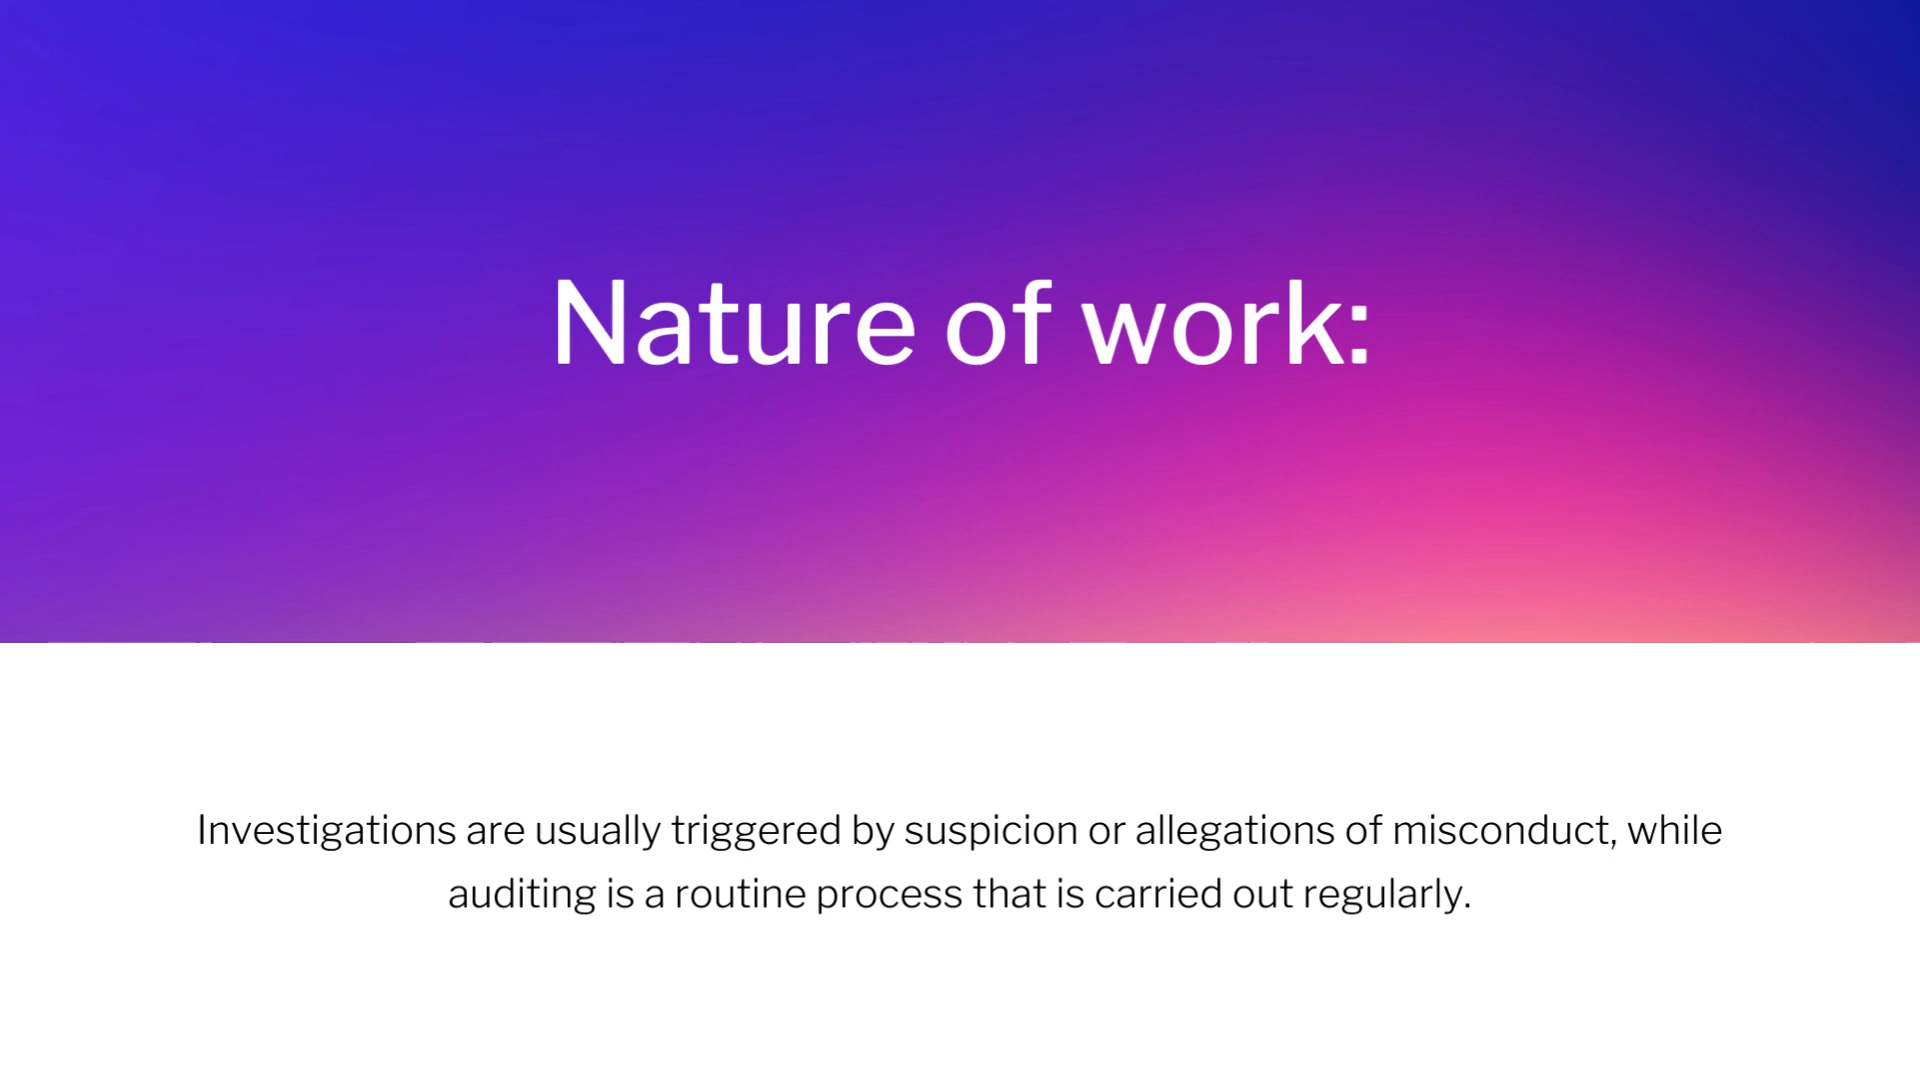 Nature of work:
Investigations are usually triggered by suspicion or allegations of misconduct, while
auditing is a routine process that is carried out regularly.